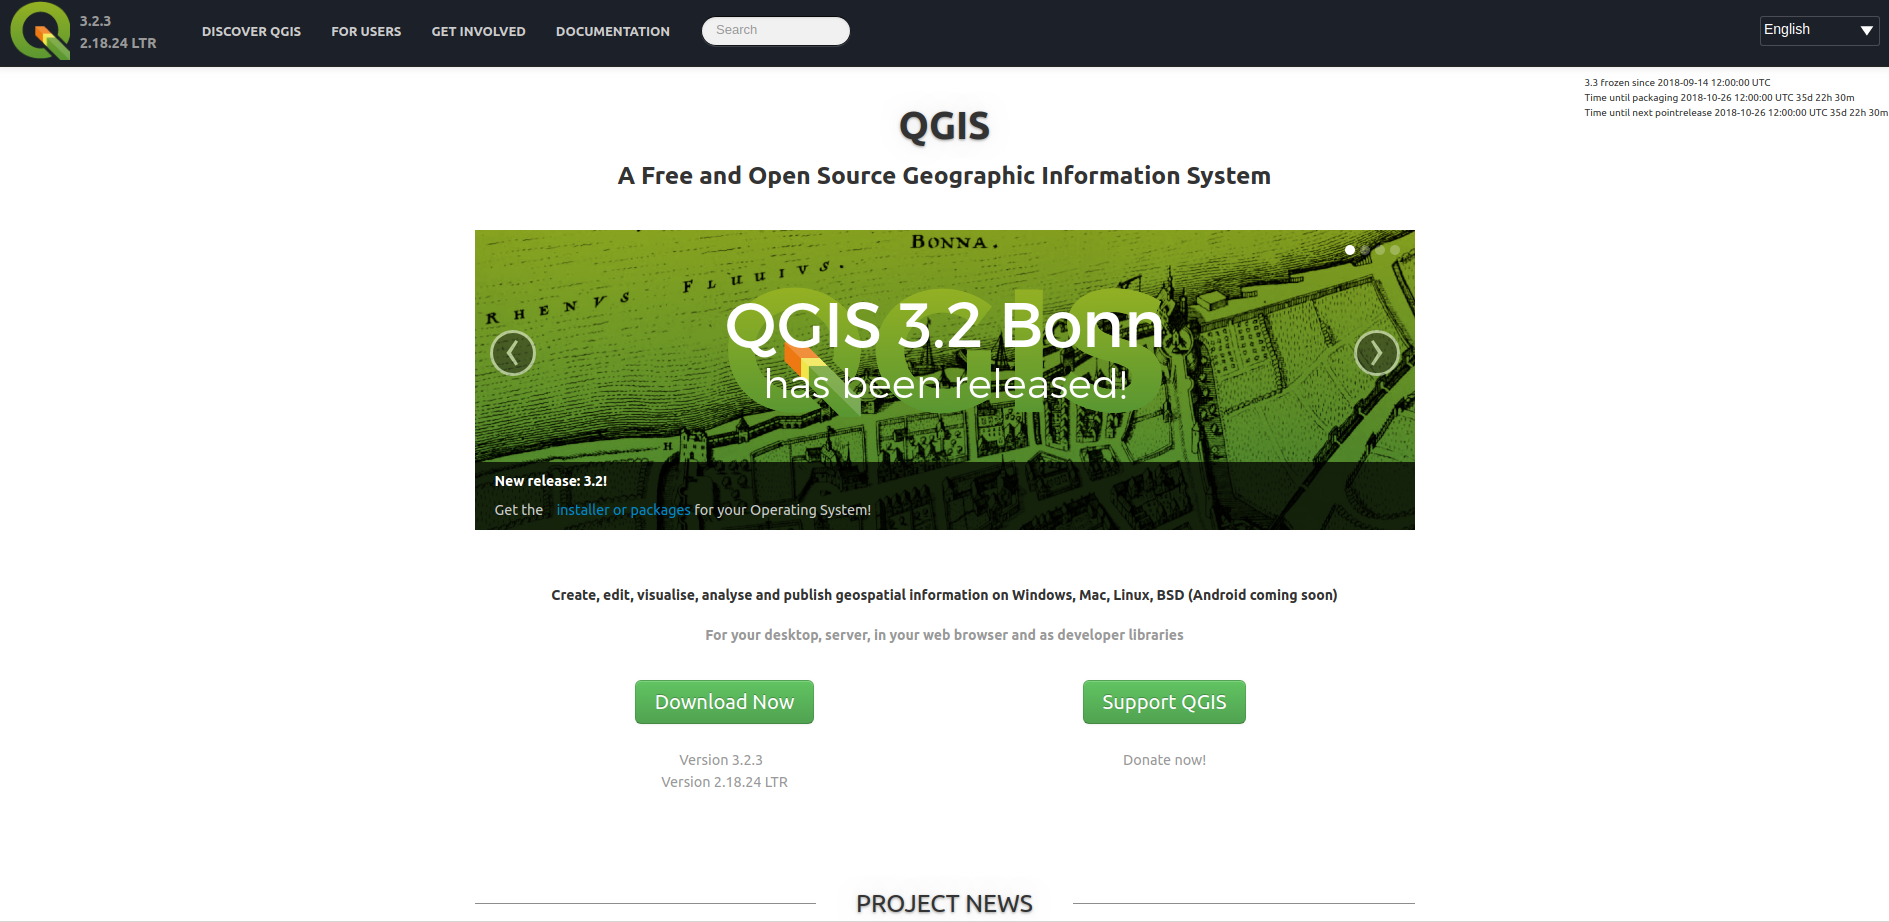 3.2.3
2.18.24 LTR
DISCOVER QGIS
FOR USERS
GET INVOLVED
DOCUMENTATION
Search
English
3.3 frozen since 2018-09-14 12:00:00 UTC
Time until packaging 2018-10-26 12:00:00 UTC 35d 22h 30m
Time until next pointrelease 2018-10-26 12:00:00 UTC 35d 22h 30m
QGIS
A Free and Open Source Geographic Information System
BONNA.
RHENVS FLUUIVS.
QGIS
QGIS 3.2 Bonn
has been released!
H
New release: 3.2!
Get the installer or packages for your Operating System!
Create, edit, visualise, analyse and publish geospatial information on Windows, Mac, Linux, BSD (Android coming soon)
For your desktop, server, in your web browser and as developer libraries
Download Now
Support QGIS
Version 3.2.3
Donate now!
Version 2.18.24 LTR
PROJECT NEWS